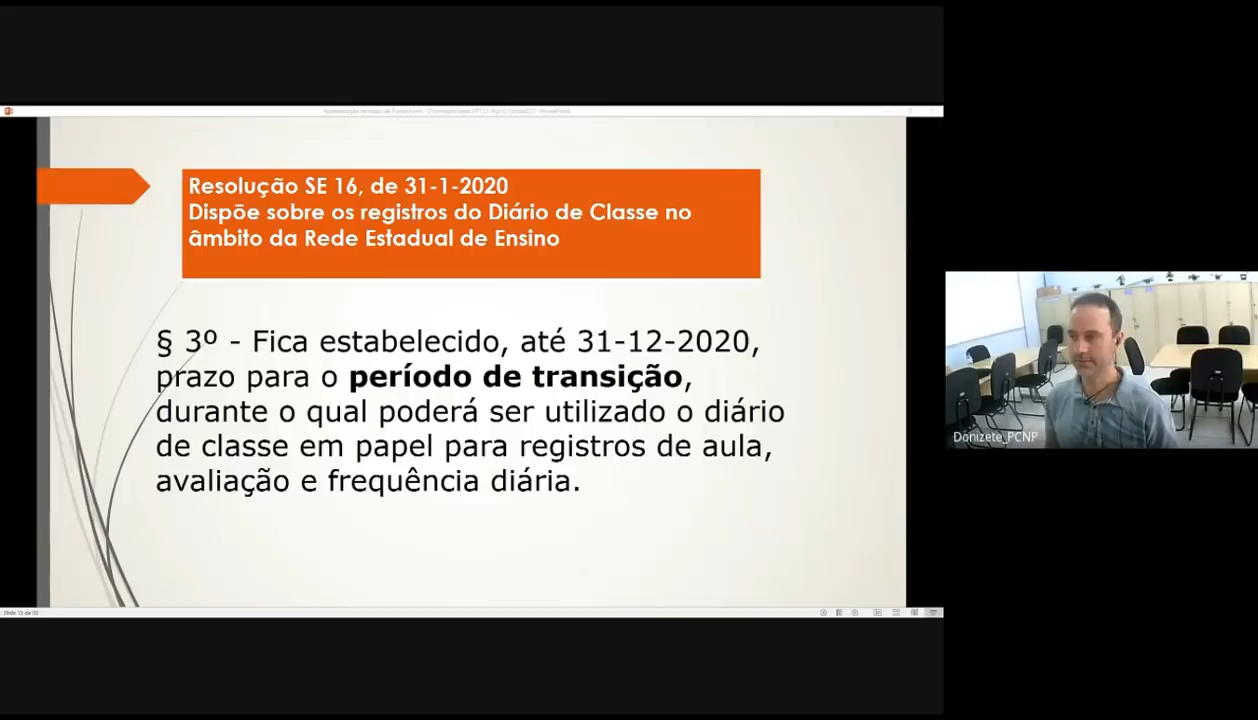 Resolução SE 16, de 31-1-2020
Dispõe sobre os registros do Diário de Classe no
âmbito da Rede Estadual de Ensino
§ 3º - Fica estabelecido, até 31-12-2020,
prazo para o período de transição,
durante o qual poderá ser utilizado o diário
de classe em papel para registros de aula,
avaliação e frequência diária.
Donizete_PCNP